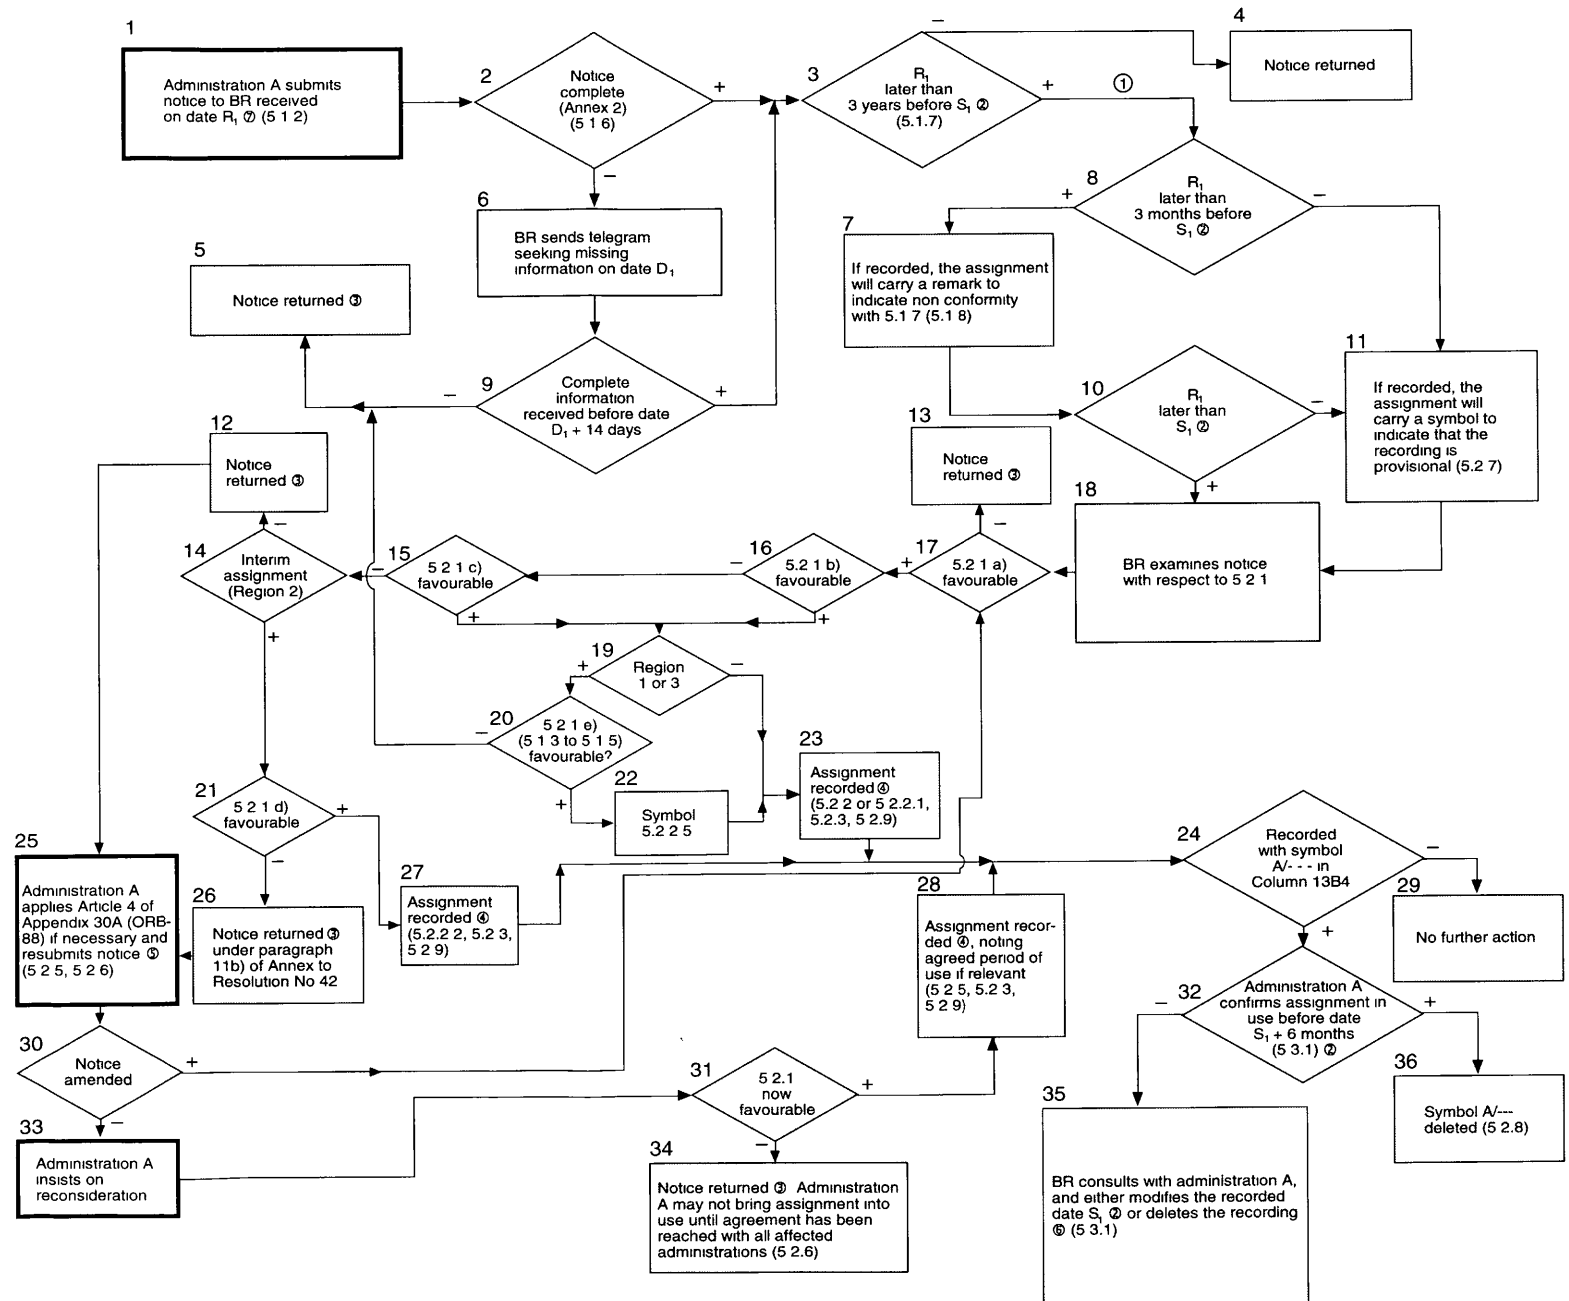 1
Administration A submits
notice to BR received
on date R₁ ⑦ (5 1 2)
2
Notice
complete
(Annex 2)
(5 1 6)
+
–
3
R₁
later than
3 years before S₁ ②
(5.1.7)
–
+
①
4
Notice returned
5
Notice returned ③
6
BR sends telegram
seeking missing
information on date D₁
7
If recorded, the assignment
will carry a remark to
indicate non conformity
with 5.1 7 (5.1 8)
8
R₁
later than
3 months before
S₁ ②
+
–
9
Complete
information
received before date
D₁ + 14 days
–
+
10
R₁
later than
S₁ ②
–
+
11
If recorded, the
assignment will
carry a symbol to
indicate that the
recording is
provisional (5.2 7)
12
Notice
returned ③
13
Notice
returned ③
14
Interim
assignment
(Region 2)
–
+
15
5 2 1 c)
favourable
–
+
16
5.2 1 b)
favourable
–
+
17
5.2 1 a)
favourable
+
–
18
BR examines notice
with respect to 5 2 1
19
Region
1 or 3
+
–
20
5 2 1 e)
(5 1 3 to 5 1 5)
favourable?
–
+
21
5 2 1 d)
favourable
+
–
22
Symbol
5.2 2 5
23
Assignment
recorded ④
(5.2 2 or 5 2.2.1,
5.2.3, 5 2.9)
24
Recorded
with symbol
A/- - - in
Column 13B4
–
+
25
Administration A
applies Article 4 of
Appendix 30A (ORB-
88) if necessary and
resubmits notice ⑤
(5 2 5, 5 2 6)
26
Notice returned ③
under paragraph
11b) of Annex to
Resolution No 42
27
Assignment
recorded ④
(5.2.2 2, 5.2 3,
5 2 9)
28
Assignment recor-
ded ④, noting
agreed period of
use if relevant
(5 2 5, 5.2 3,
5 2 9)
29
No further action
30
Notice
amended
+
–
31
5 2.1
now
favourable
+
–
32
Administration A
confirms assignment in
use before date
S₁ + 6 months
(5 3.1) ②
–
+
33
Administration A
insists on
reconsideration
34
Notice returned ③ Administration
A may not bring assignment into
use until agreement has been
reached with all affected
administrations (5 2.6)
35
BR consults with administration A,
and either modifies the recorded
date S₁ ② or deletes the recording
⑥ (5 3.1)
36
Symbol A/---
deleted (5 2.8)